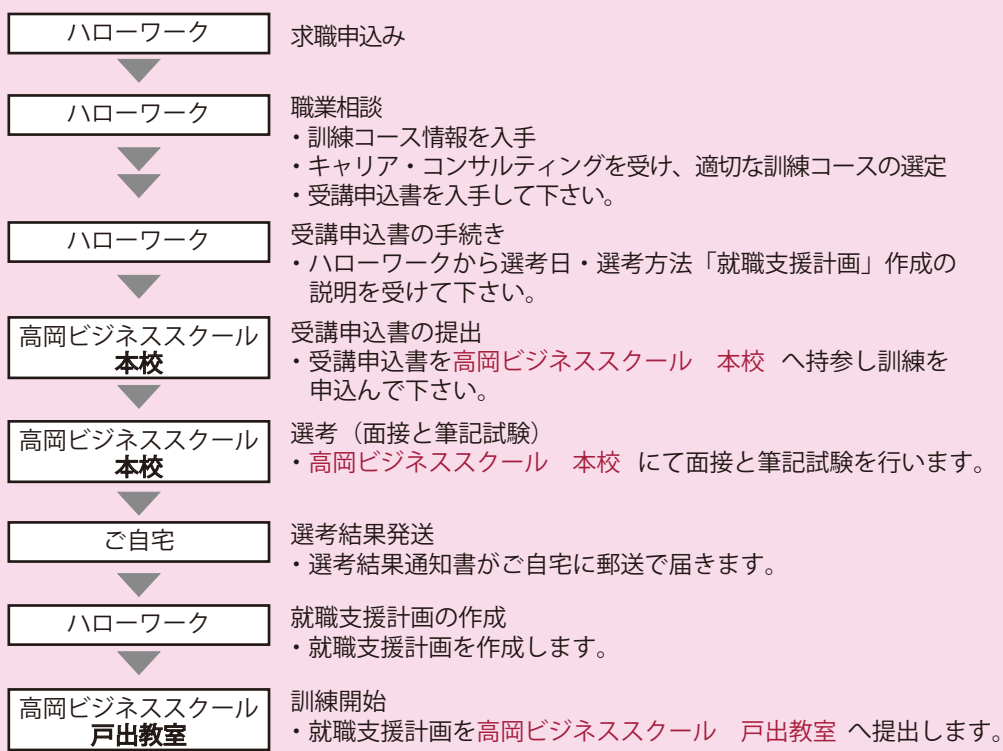 ハローワーク
求職申込み
ハローワーク
職業相談
・訓練コース情報を入手
・キャリア・コンサルティングを受け、適切な訓練コースの選定
・受講申込書を入手して下さい。
ハローワーク
受講申込書の手続き
・ハローワークから選考日・選考方法「就職支援計画」作成の
説明を受けて下さい。
高岡ビジネススクール
本校
受講申込書の提出
・受講申込書を高岡ビジネススクール 本校 へ持参し訓練を
申込んで下さい。
高岡ビジネススクール
本校
選考（面接と筆記試験）
・高岡ビジネススクール 本校 にて面接と筆記試験を行います。
ご自宅
選考結果発送
・選考結果通知書がご自宅に郵送で届きます。
ハローワーク
就職支援計画の作成
・就職支援計画を作成します。
高岡ビジネススクール
戸出教室
訓練開始
・就職支援計画を高岡ビジネススクール 戸出教室 へ提出します。